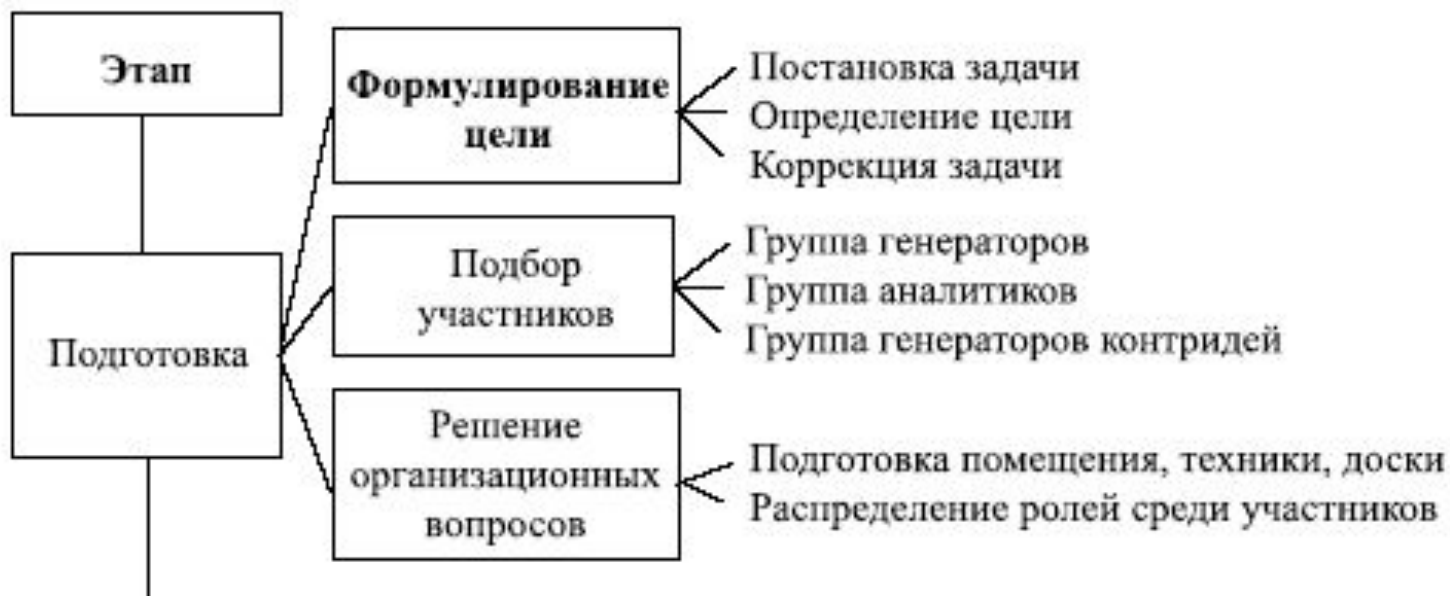 Этап
Формулирование
цели
Постановка задачи
Определение цели
Коррекция задачи
Подготовка
Подбор
участников
Группа генераторов
Группа аналитиков
Группа генераторов контридей
Решение
организационных
вопросов
Подготовка помещения, техники, доски
Распределение ролей среди участников